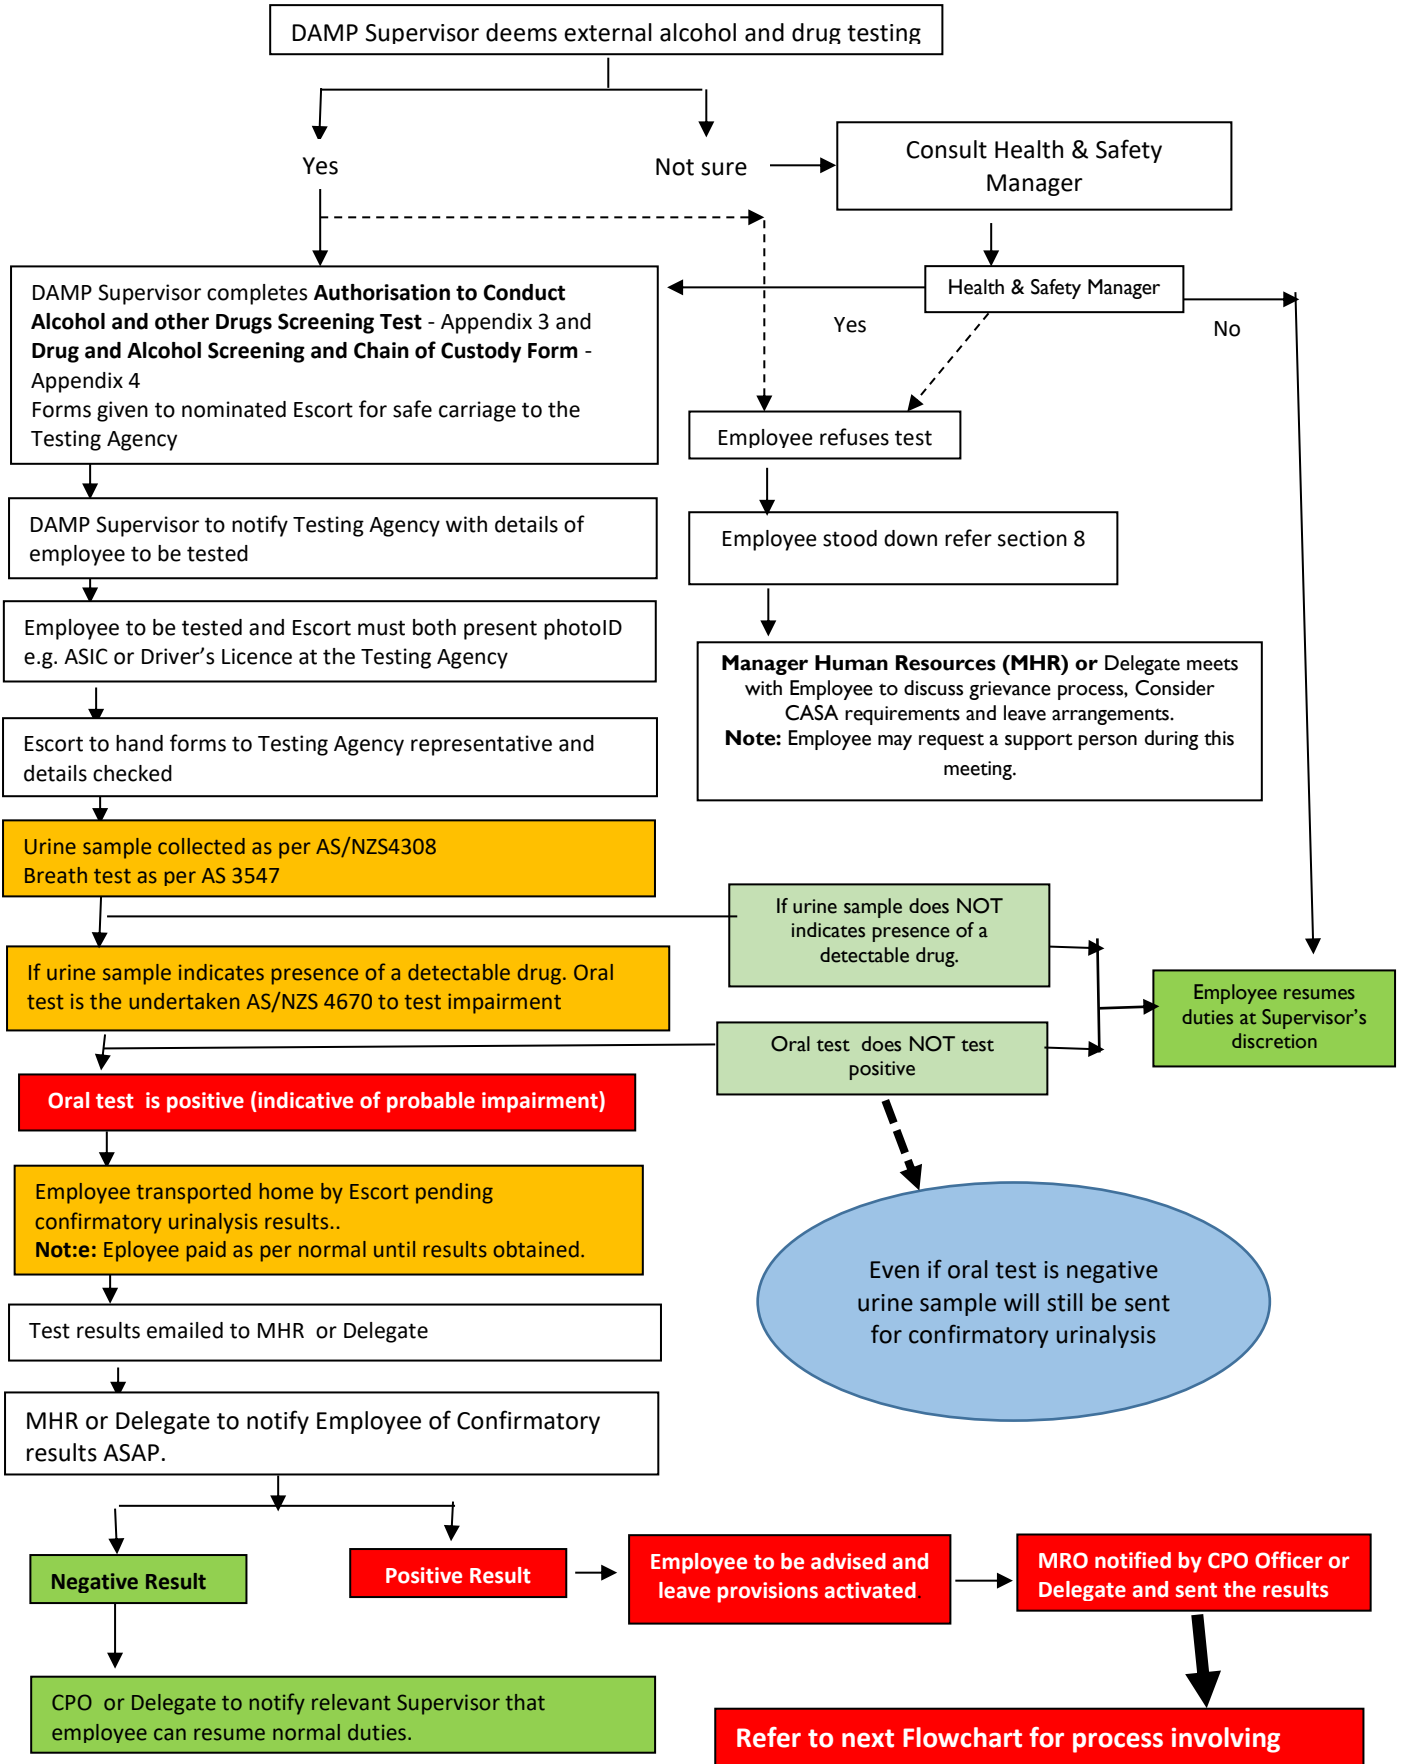 DAMP Supervisor deems external alcohol and drug testing
Yes
Not sure
Consult Health & Safety
Manager
DAMP Supervisor completes Authorisation to Conduct
Alcohol and other Drugs Screening Test - Appendix 3 and
Drug and Alcohol Screening and Chain of Custody Form -
Appendix 4
Forms given to nominated Escort for safe carriage to the
Testing Agency
Health & Safety Manager
Yes
No
Employee refuses test
DAMP Supervisor to notify Testing Agency with details of
employee to be tested
Employee stood down refer section 8
Employee to be tested and Escort must both present photoID
e.g. ASIC or Driver's Licence at the Testing Agency
Manager Human Resources (MHR) or Delegate meets
with Employee to discuss grievance process, Consider
CASA requirements and leave arrangements.
Note: Employee may request a support person during this
meeting.
Escort to hand forms to Testing Agency representative and
details checked
Urine sample collected as per AS/NZS4308
Breath test as per AS 3547
If urine sample does NOT
indicates presence of a
detectable drug.
If urine sample indicates presence of a detectable drug. Oral
test is the undertaken AS/NZS 4670 to test impairment
Employee resumes
duties at Supervisor's
discretion
Oral test  does NOT test
positive
Oral test  is positive (indicative of probable impairment)
Employee transported home by Escort pending
confirmatory urinalysis results..
Not:e: Eployee paid as per normal until results obtained.
Even if oral test is negative
urine sample will still be sent
for confirmatory urinalysis
Test results emailed to MHR  or Delegate
MHR or Delegate to notify Employee of Confirmatory
results ASAP.
Negative Result
Positive Result
Employee to be advised and
leave provisions activated.
MRO notified by CPO Officer or
Delegate and sent the results
CPO  or Delegate to notify relevant Supervisor that
employee can resume normal duties.
Refer to next Flowchart for process involving